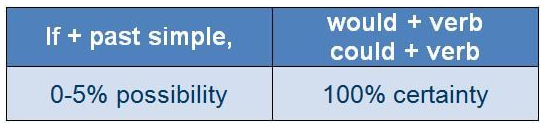 If + past simple,
would + verb
could + verb
0-5% possibility
100% certainty